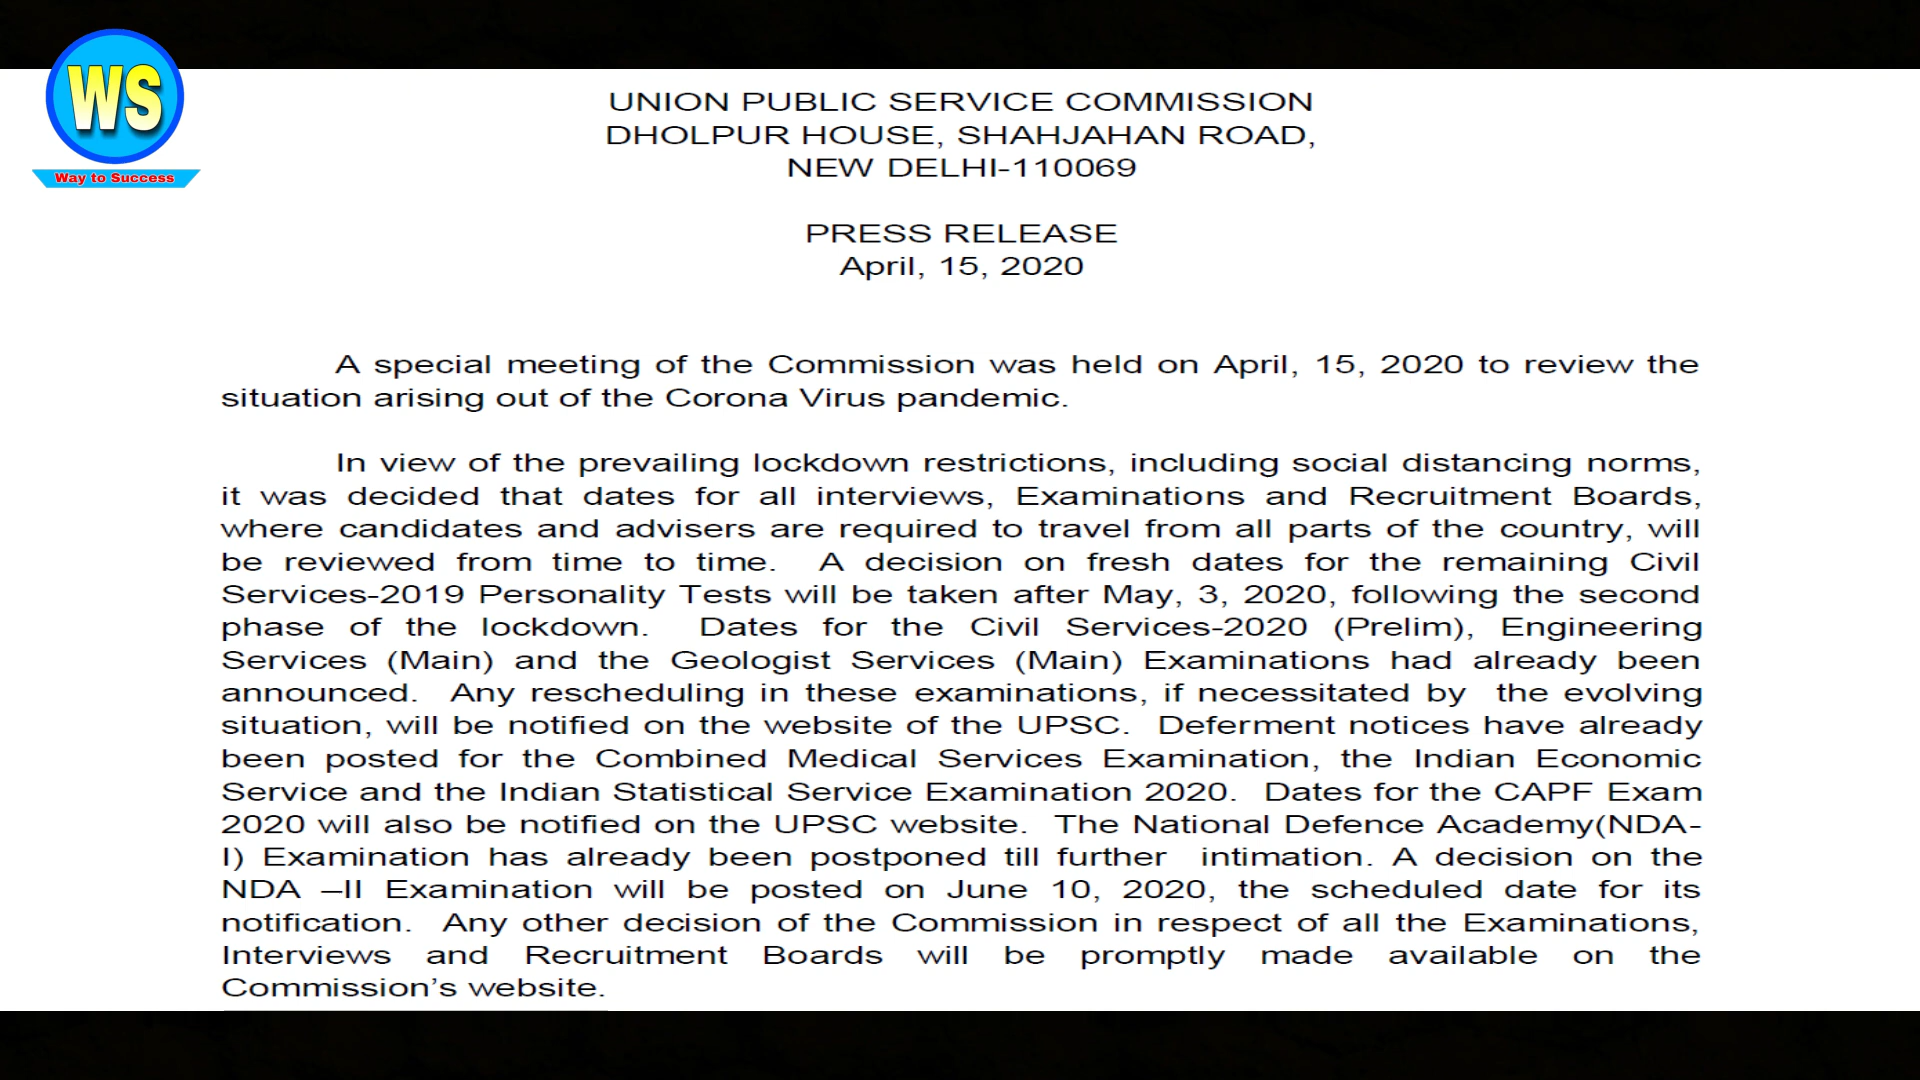 WS
Way to Success
UNION PUBLIC SERVICE COMMISSION
DHOLPUR HOUSE, SHAHJAHAN ROAD,
NEW DELHI-110069
PRESS RELEASE
April, 15, 2020
A special meeting of the Commission was held on April, 15, 2020 to review the
situation arising out of the Corona Virus pandemic.
In view of the prevailing lockdown restrictions, including social distancing norms,
it was decided that dates for all interviews, Examinations and Recruitment Boards,
where candidates and advisers are required to travel from all parts of the country, will
be reviewed from time to time. A decision on fresh dates for the remaining Civil
Services-2019 Personality Tests will be taken after May, 3, 2020, following the second
phase of the lockdown. Dates for the Civil Services-2020 (Prelim), Engineering
Services (Main) and the Geologist Services (Main) Examinations had already been
announced. Any rescheduling in these examinations, if necessitated by the evolving
situation, will be notified on the website of the UPSC. Deferment notices have already
been posted for the Combined Medical Services Examination, the Indian Economic
Service and the Indian Statistical Service Examination 2020. Dates for the CAPF Exam
2020 will also be notified on the UPSC website. The National Defence Academy(NDA-
I) Examination has already been postponed till further intimation. A decision on the
NDA –II Examination will be posted on June 10, 2020, the scheduled date for its
notification. Any other decision of the Commission in respect of all the Examinations,
Interviews and Recruitment Boards will be promptly made available on the
Commission’s website.